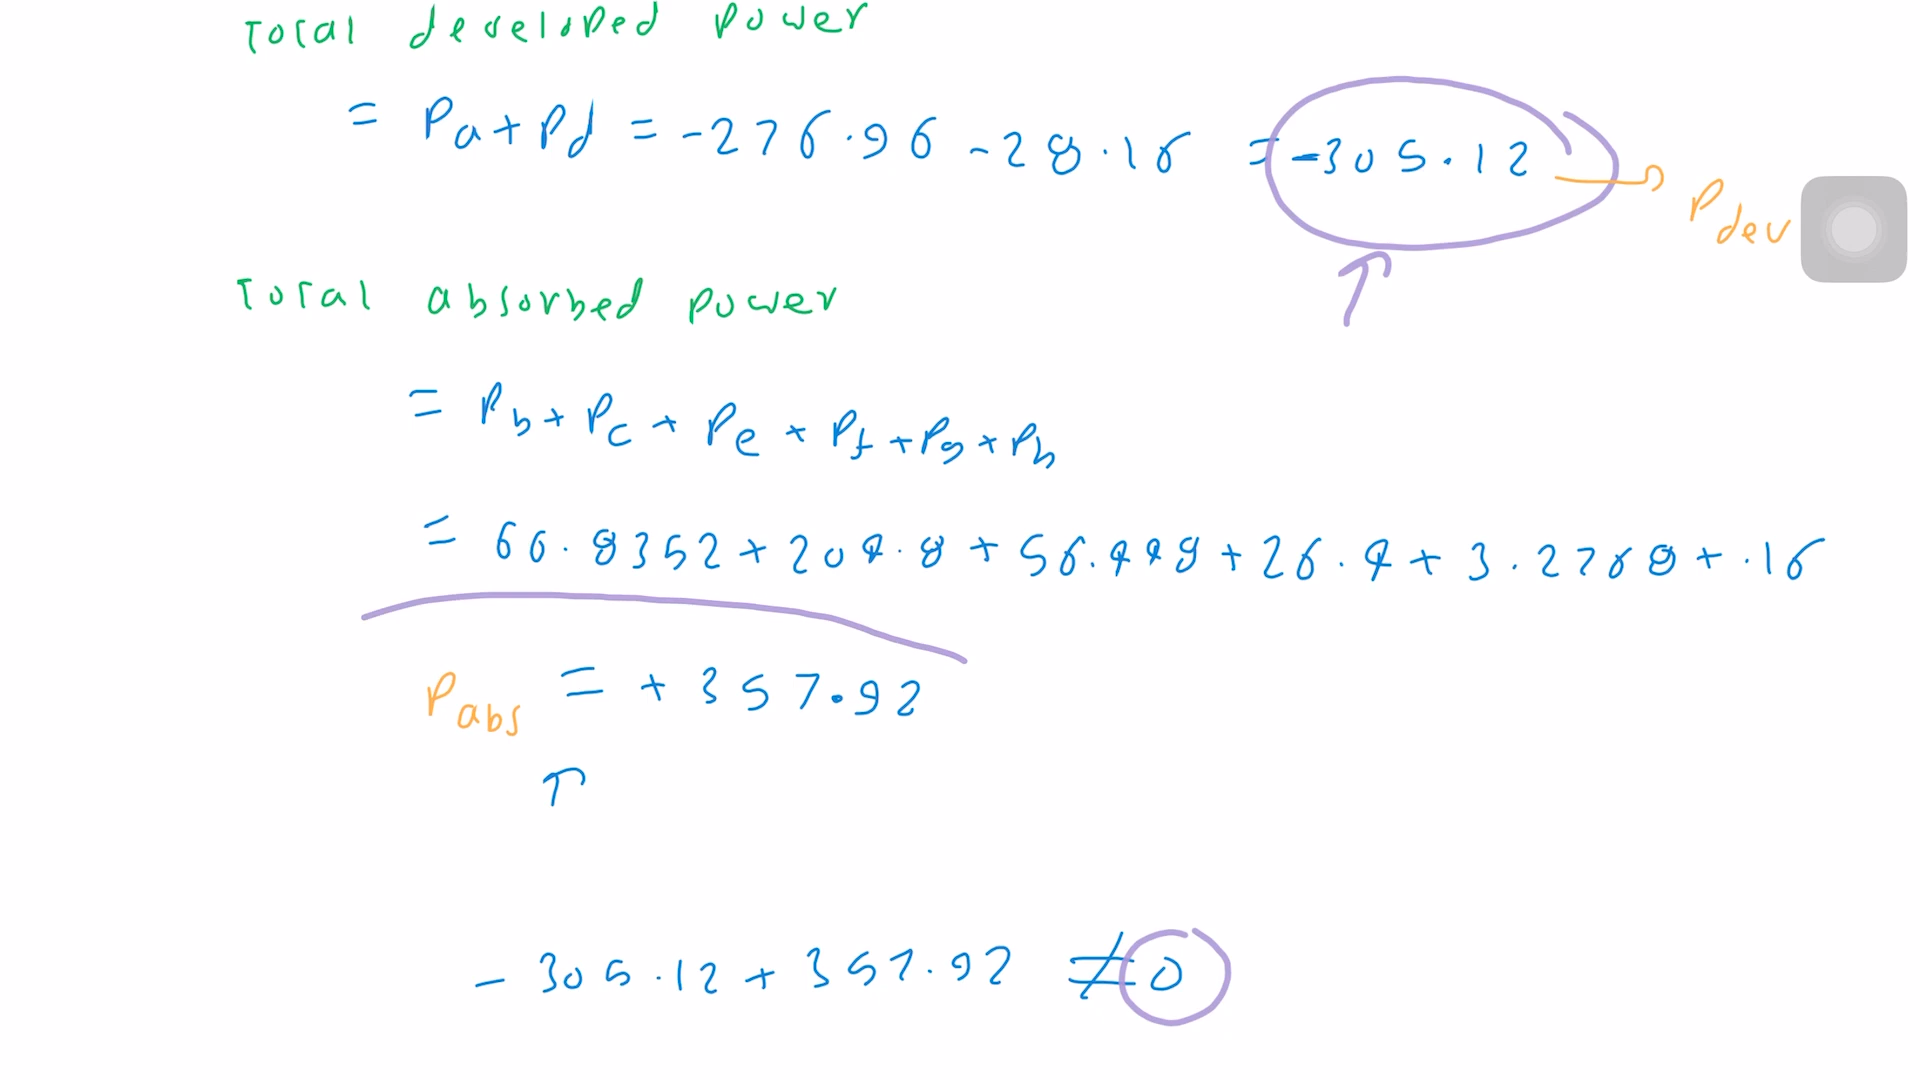 Total developed power
= Pa + Pd = -276.96 - 28.16 = -305.12 → Pdev
Total absorbed power
= Pb + Pc + Pe + Pf + Pg + Ph
= 66.8352 + 204.8 + 56.448 + 26.4 + 3.2768 + .16
Pabs = + 357.92
- 305.12 + 357.92 ≠ 0